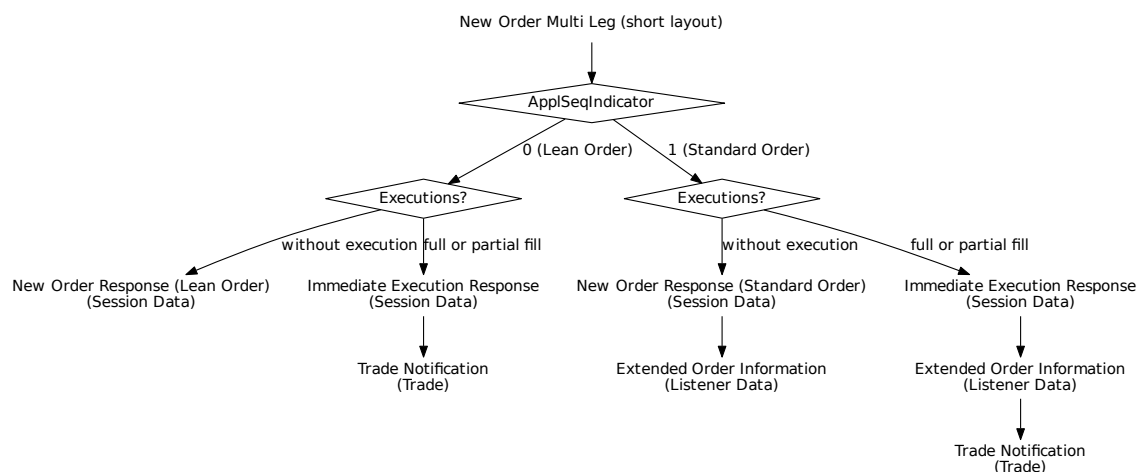 New Order Multi Leg (short layout)
ApplSeqIndicator
0 (Lean Order)
1 (Standard Order)
Executions?
Executions?
without execution
full or partial fill
without execution
full or partial fill
New Order Response (Lean Order)
(Session Data)
Immediate Execution Response
(Session Data)
New Order Response (Standard Order)
(Session Data)
Immediate Execution Response
(Session Data)
Trade Notification
(Trade)
Extended Order Information
(Listener Data)
Extended Order Information
(Listener Data)
Trade Notification
(Trade)